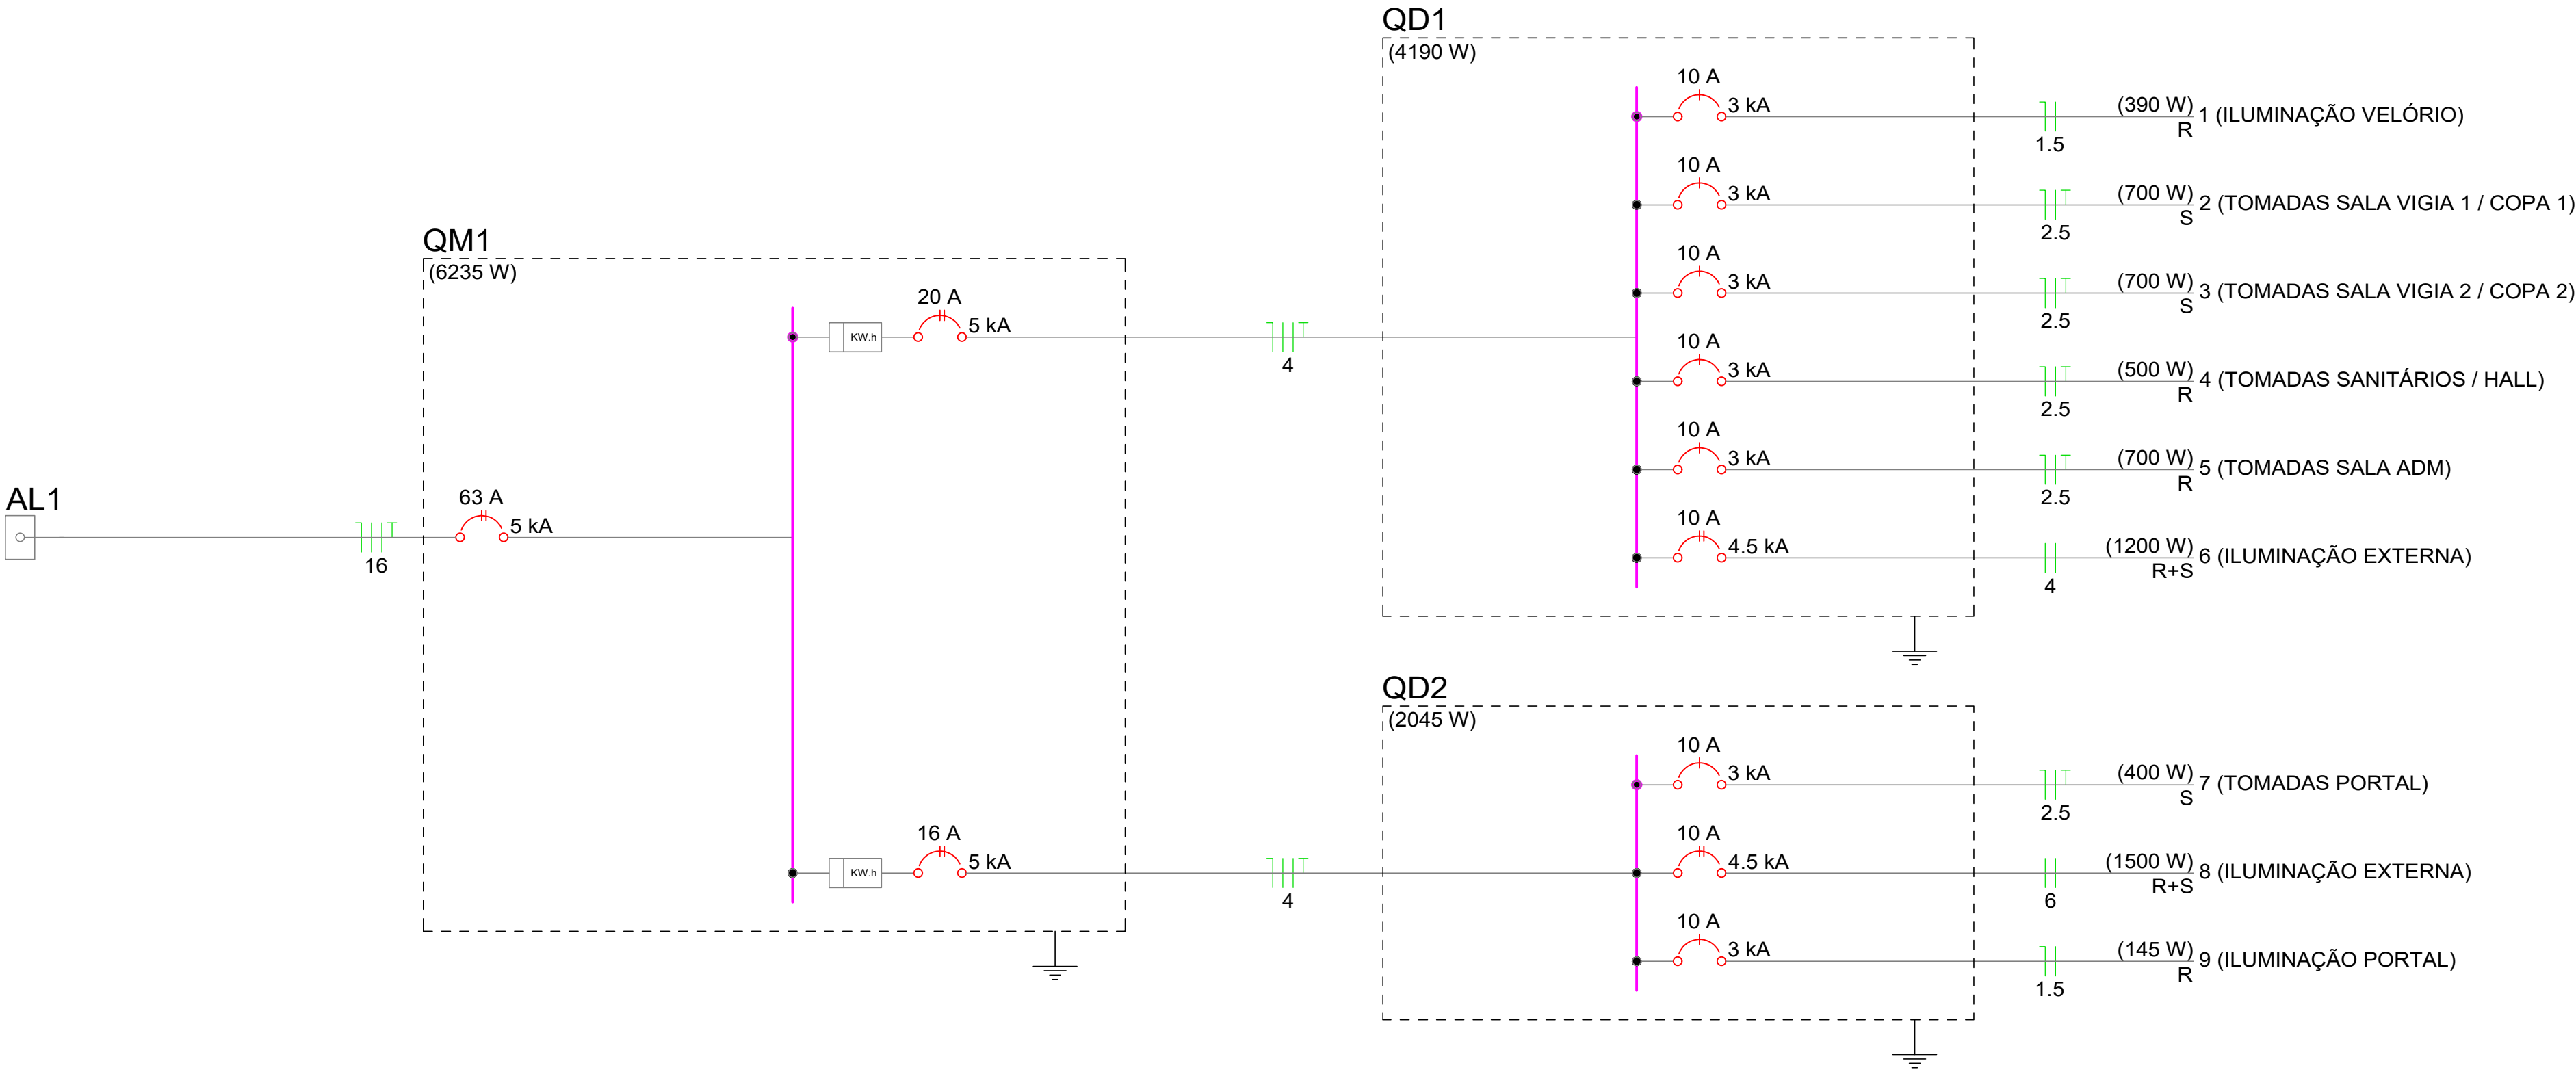 AL1
16
QM1
(6235 W)
63 A
5 kA
KW.h
20 A
5 kA
4
KW.h
16 A
5 kA
4
QD1
(4190 W)
10 A
3 kA
1.5
(390 W)
R
1 (ILUMINAÇÃO VELÓRIO)
10 A
3 kA
2.5
(700 W)
S
2 (TOMADAS SALA VIGIA 1 / COPA 1)
10 A
3 kA
2.5
(700 W)
S
3 (TOMADAS SALA VIGIA 2 / COPA 2)
10 A
3 kA
2.5
(500 W)
R
4 (TOMADAS SANITÁRIOS / HALL)
10 A
3 kA
2.5
(700 W)
R
5 (TOMADAS SALA ADM)
10 A
4.5 kA
4
(1200 W)
R+S
6 (ILUMINAÇÃO EXTERNA)
QD2
(2045 W)
10 A
3 kA
2.5
(400 W)
S
7 (TOMADAS PORTAL)
10 A
4.5 kA
6
(1500 W)
R+S
8 (ILUMINAÇÃO EXTERNA)
10 A
3 kA
1.5
(145 W)
R
9 (ILUMINAÇÃO PORTAL)